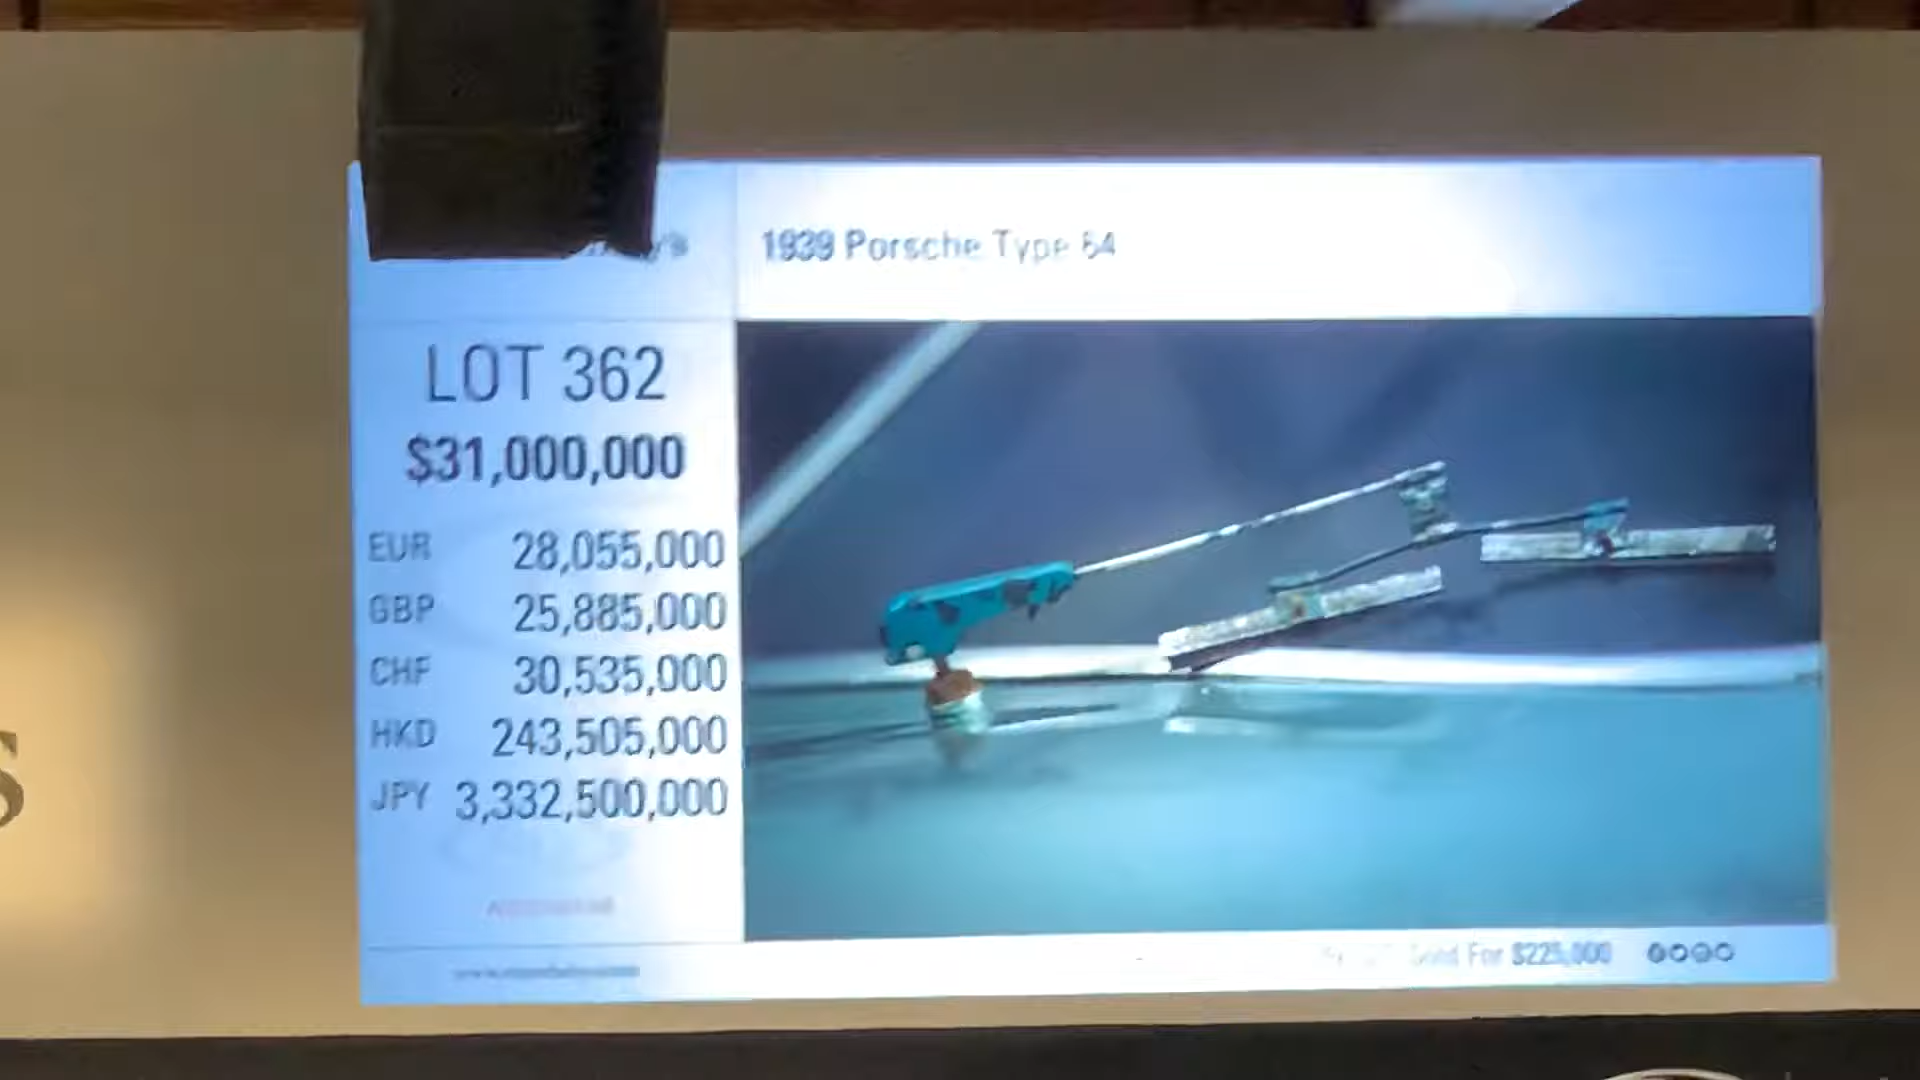 1939 Porsche Type 64
LOT 362
$31,000,000
EUR 28,055,000
GBP 25,885,000
CHF 30,535,000
HKD 243,505,000
JPY 3,332,500,000
Sold For $225,000
S